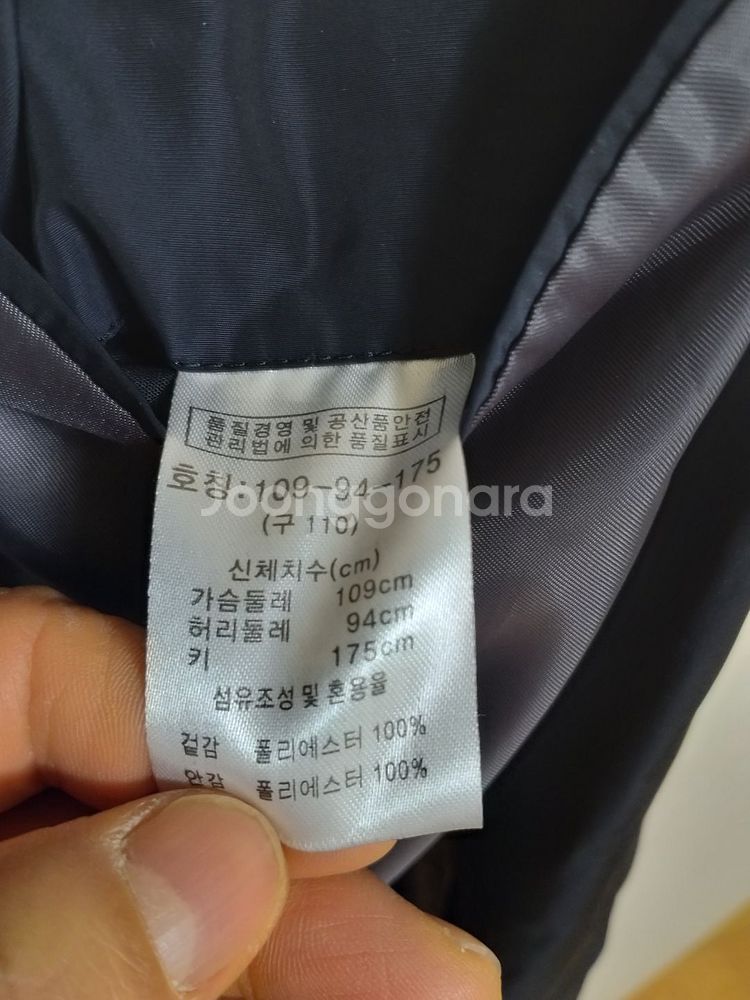 품질경영 및 공산품안전
관리법에 의한 품질표시
호칭:109-94-175
Joonggonara
(구 110)
신체치수(cm)
가슴둘레 109cm
허리둘레 94cm
키 175cm
섬유조성 및 혼용율
겉감 폴리에스터 100%
안감 폴리에스터 100%